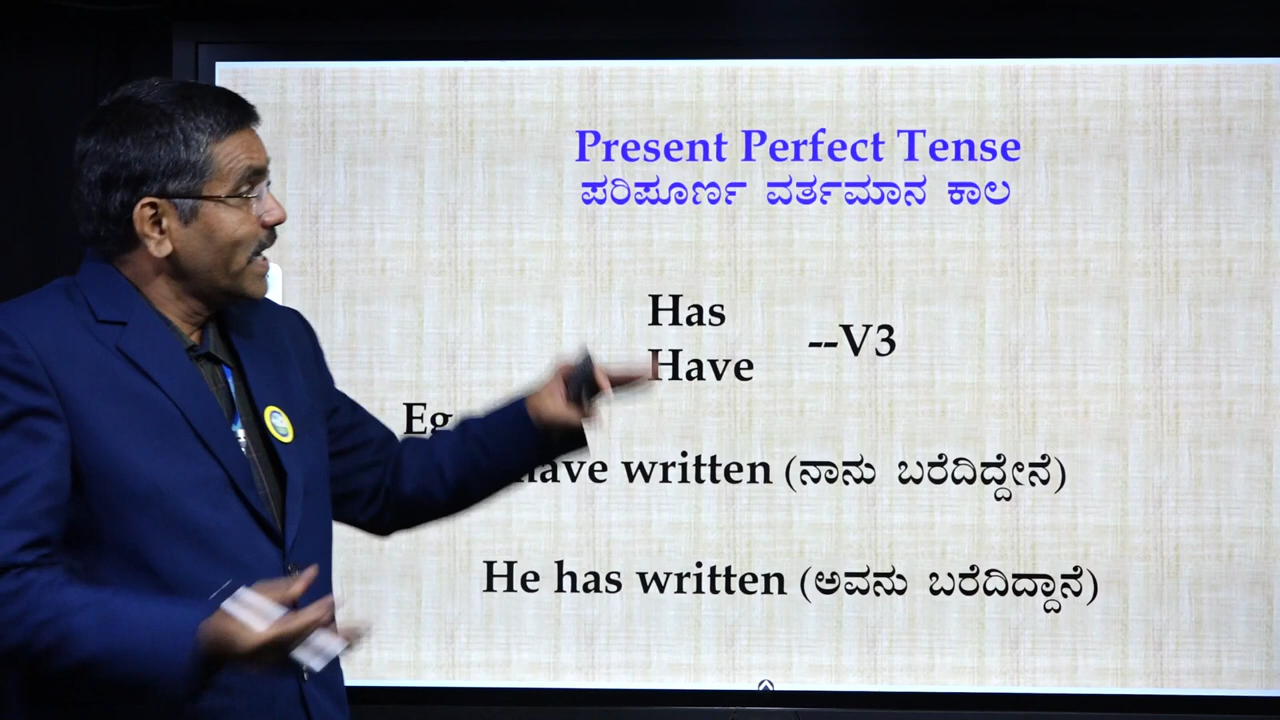 Present Perfect Tense
ಪರಿಪೂರ್ಣ ವರ್ತಮಾನ ಕಾಲ
Has
Have
--V3
Eg
have written (ನಾನು ಬರೆದಿದ್ದೇನೆ)
He has written (ಅವನು ಬರೆದಿದ್ದಾನೆ)